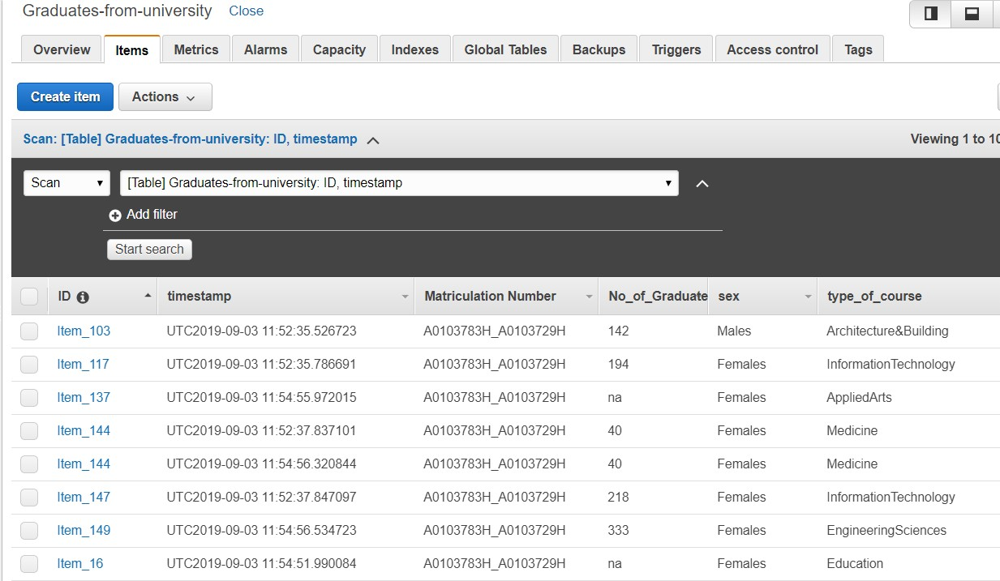 Graduates-from-university Close
Overview Items Metrics Alarms Capacity Indexes Global Tables Backups Triggers Access control Tags
Create item Actions
Scan: [Table] Graduates-from-university: ID, timestamp Viewing 1 to 10
Scan [Table] Graduates-from-university: ID, timestamp
Add filter
Start search
ID timestamp Matriculation Number No_of_Graduate sex type_of_course
Item_103 UTC2019-09-03 11:52:35.526723 A0103783H_A0103729H 142 Males Architecture&Building
Item_117 UTC2019-09-03 11:52:35.786691 A0103783H_A0103729H 194 Females InformationTechnology
Item_137 UTC2019-09-03 11:54:55.972015 A0103783H_A0103729H na Females AppliedArts
Item_144 UTC2019-09-03 11:52:37.837101 A0103783H_A0103729H 40 Females Medicine
Item_144 UTC2019-09-03 11:54:56.320844 A0103783H_A0103729H 40 Females Medicine
Item_147 UTC2019-09-03 11:52:37.847097 A0103783H_A0103729H 218 Females InformationTechnology
Item_149 UTC2019-09-03 11:54:56.534723 A0103783H_A0103729H 333 Females EngineeringSciences
Item_16 UTC2019-09-03 11:54:51.990084 A0103783H_A0103729H na Females Education